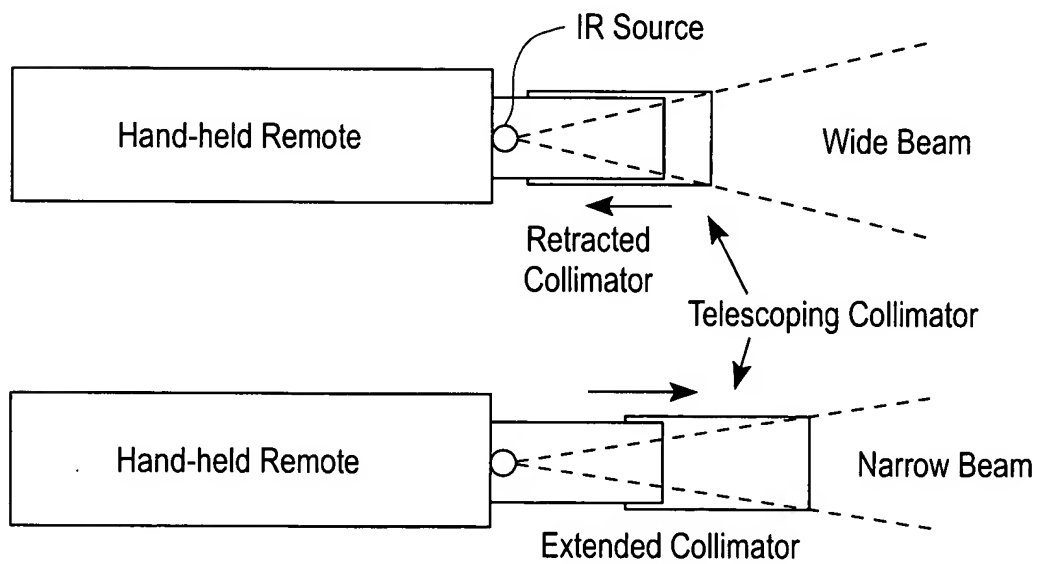 IR Source
Hand-held Remote
Wide Beam
Retracted
Collimator
Telescoping Collimator
Hand-held Remote
Narrow Beam
Extended Collimator